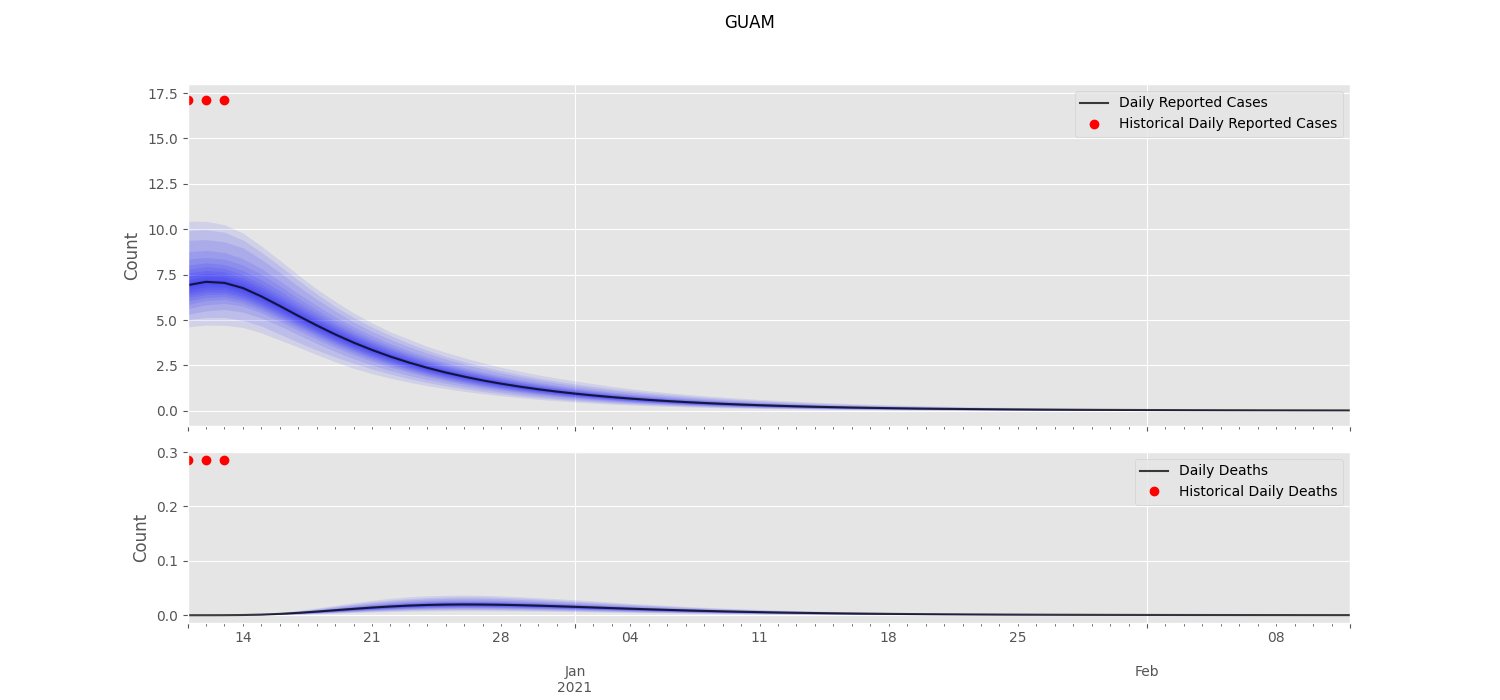 GUAM
17.5
15.0
12.5
10.0
7.5
5.0
2.5
0.0
Count
Daily Reported Cases
Historical Daily Reported Cases
0.3
0.2
0.1
0.0
Count
Daily Deaths
Historical Daily Deaths
14 21 28 04 11 18 25 08
Jan Feb
2021